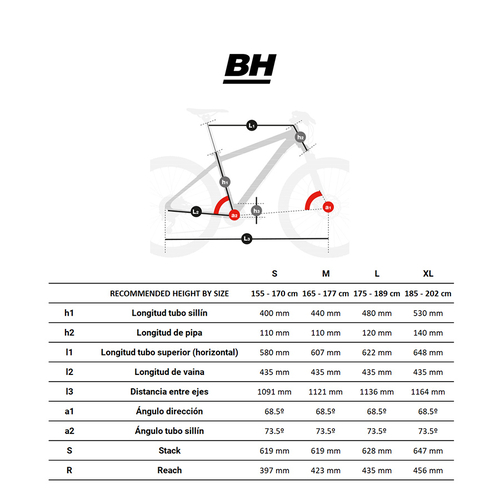 BH
L1
h2
h1
L2
a2
h3
a1
L3
S M L XL
RECOMMENDED HEIGHT BY SIZE 155 - 170 cm 165 - 177 cm 175 - 189 cm 185 - 202 cm
h1 Longitud tubo sillín 400 mm 440 mm 480 mm 530 mm
h2 Longitud de pipa 110 mm 110 mm 120 mm 140 mm
l1 Longitud tubo superior (horizontal) 580 mm 607 mm 622 mm 648 mm
l2 Longitud de vaina 435 mm 435 mm 435 mm 435 mm
l3 Distancia entre ejes 1091 mm 1121 mm 1136 mm 1164 mm
a1 Ángulo dirección 68.5º 68.5º 68.5º 68.5º
a2 Ángulo tubo sillín 73.5º 73.5º 73.5º 73.5º
S Stack 619 mm 619 mm 628 mm 647 mm
R Reach 397 mm 423 mm 435 mm 456 mm